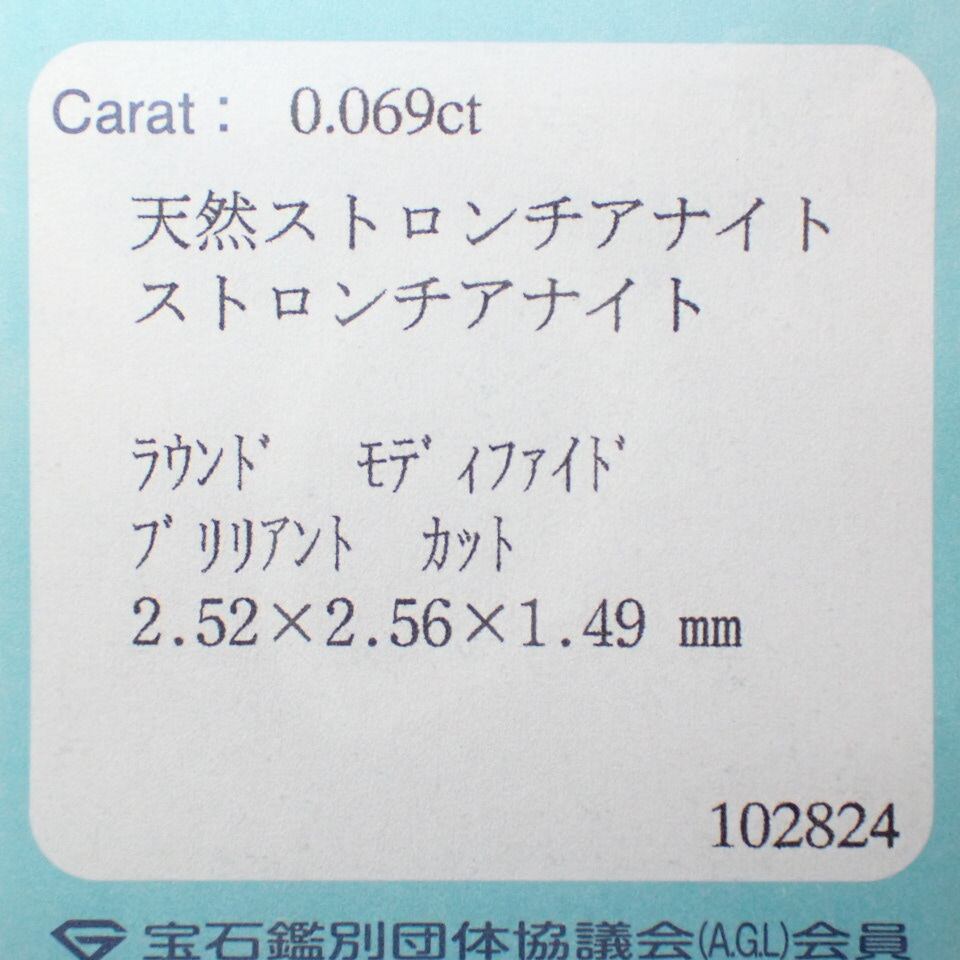 Carat： 0.069ct
天然ストロンチアナイト
ストロンチアナイト
ﾗｳﾝﾄﾞ ﾓﾃﾞｨﾌｧｲﾄﾞ
ﾌﾞﾘﾘｱﾝﾄ ｶｯﾄ
2.52×2.56×1.49 mm
102824
宝石鑑別団体協議会(A.G.L)会員